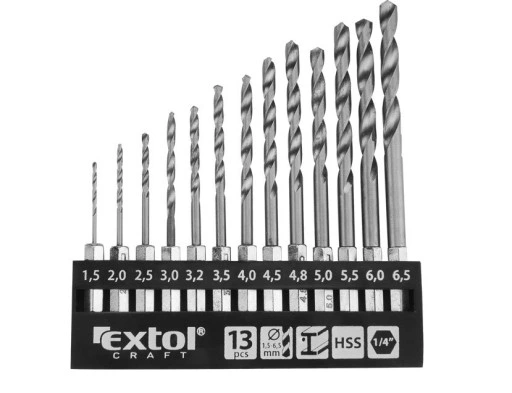 1,5 2,0 2,5 3,0 3,2 3,5 4,0 4,5 4,8 5,0 5,5 6,0 6,5
Extol® 13 Ø HSS 1/4"
CRAFT pcs 1,5-6,5
mm